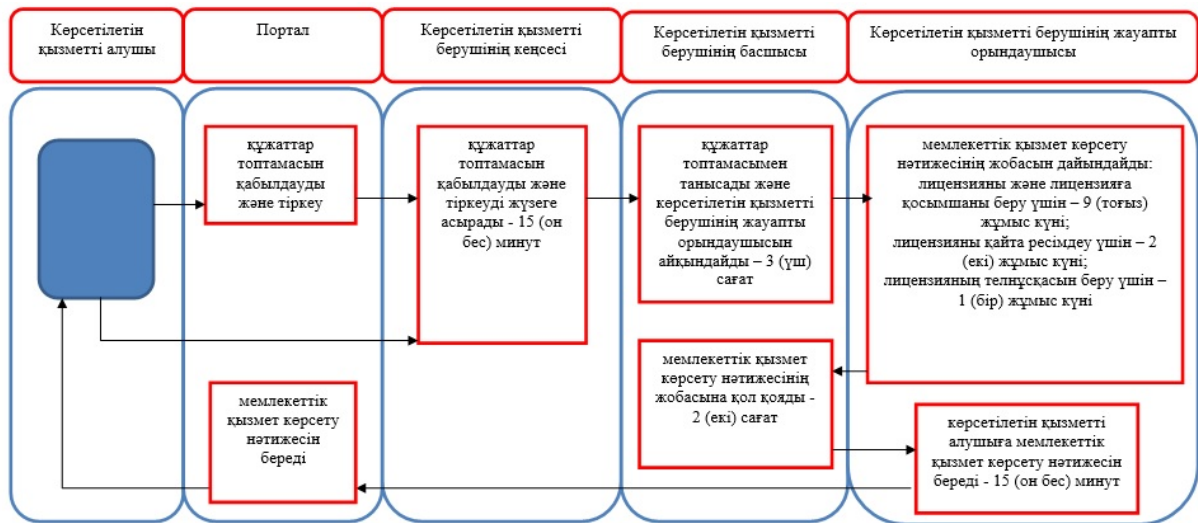 Көрсетілетін
қызметті алушы
Портал
Көрсетілетін қызметті
берушінің кеңсесі
Көрсетілетін қызметті
берушінің басшысы
Көрсетілетін қызметті берушінің жауапты
орындаушысы
құжаттар
топтамасын
қабылдауды
және тіркеу
құжаттар
топтамасын
қабылдауды және
тіркеуді жүзеге
асырады - 15 (он
бес) минут
құжаттар
топтамасымен
танысады және
көрсетілетін қызметті
берушінің жауапты
орындаушысын
айқындайды – 3 (үш)
сағат
мемлекеттік қызмет көрсету
нәтижесінің жобасын дайындайды:
лицензияны және лицензияға
қосымшаны беру үшін – 9 (тоғыз)
жұмыс күні;
лицензияны қайта ресімдеу үшін – 2
(екі) жұмыс күні;
лицензияның телнұсқасын беру үшін –
1 (бір) жұмыс күні
мемлекеттік қызмет
көрсету нәтижесінің
жобасына қол қояды -
2 (екі) сағат
мемлекеттік
қызмет көрсету
нәтижесін
береді
көрсетілетін қызметті
алушыға мемлекеттік
қызмет көрсету нәтижесін
береді - 15 (он бес) минут